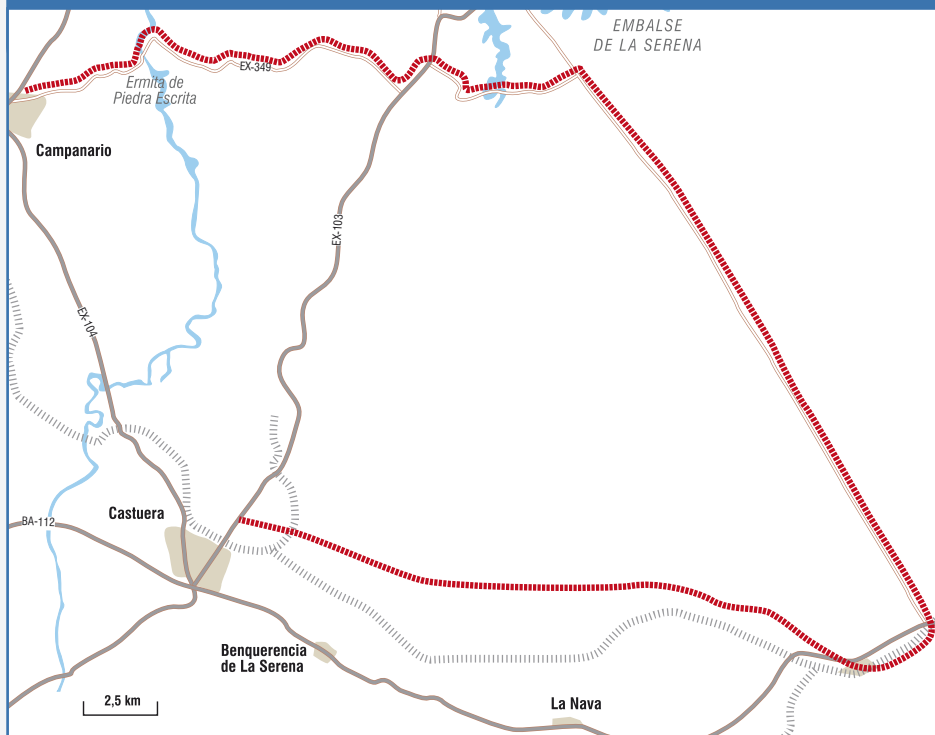 EMBALSE
DE LA SERENA
EX-349
Ermita de
Piedra Escrita
Campanario
EX-103
EX-104
Castuera
BA-112
Benquerencia
de La Serena
2,5 km
La Nava